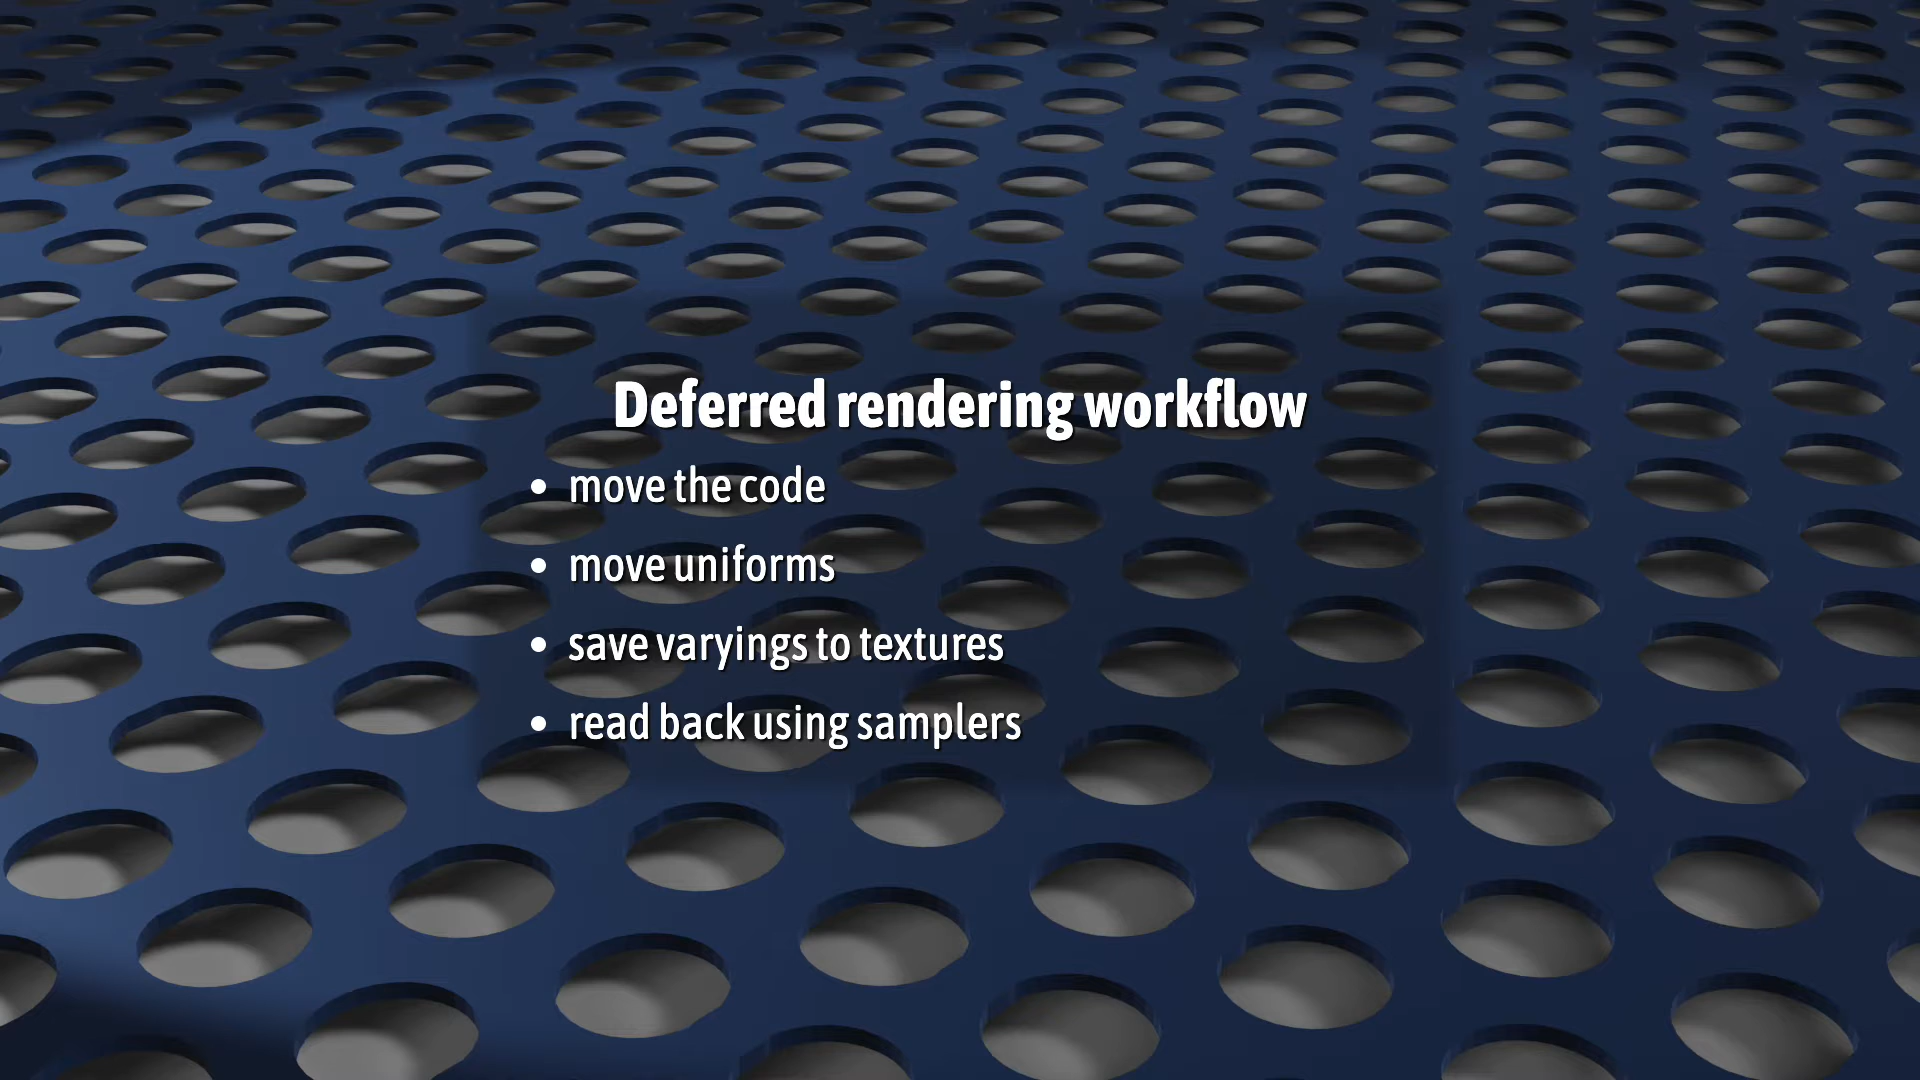 Deferred rendering workflow
• move the code
• move uniforms
• save varyings to textures
• read back using samplers